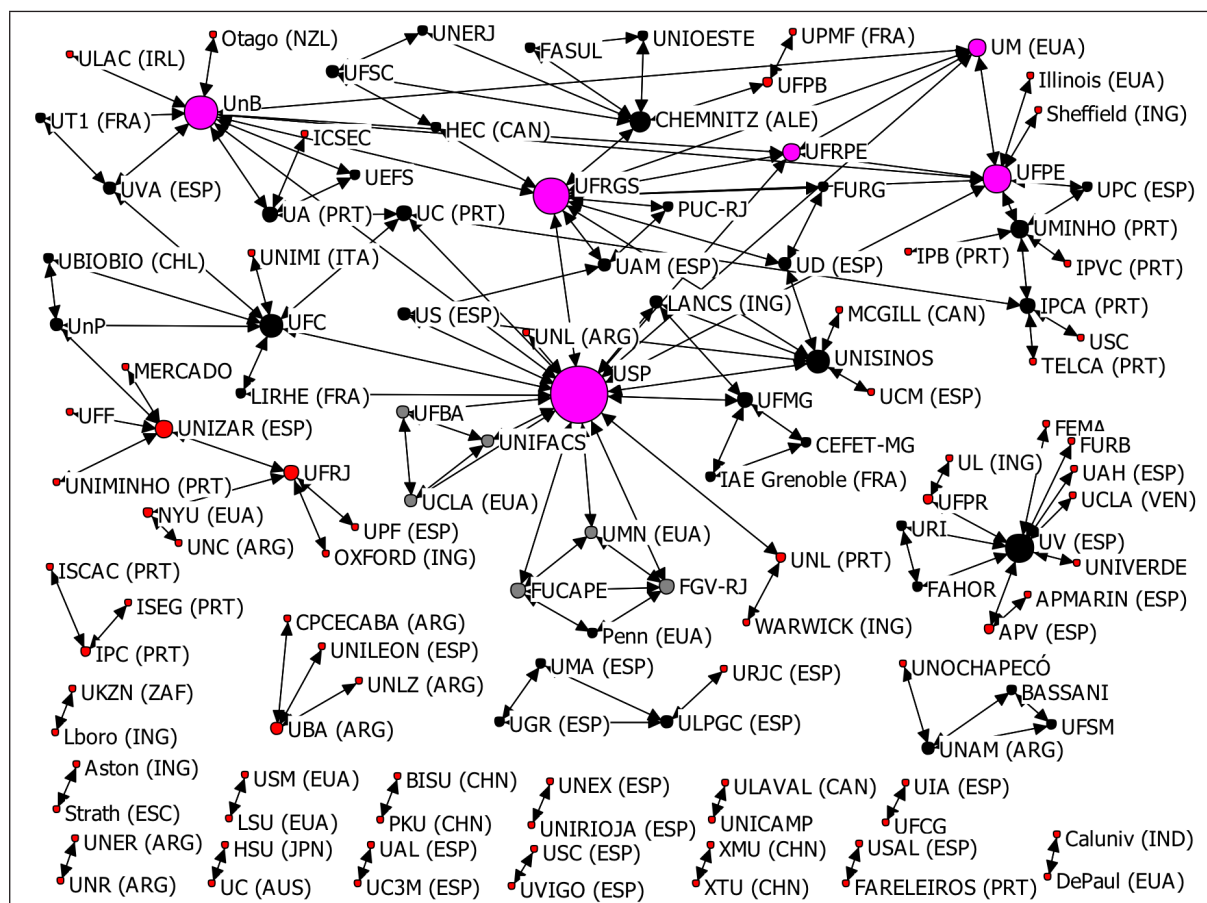 Otago (NZL)
UNERJ
UNIOESTE
UPMF (FRA)
ULAC (IRL)
FASUL
UM (EUA)
UFSC
UFPB
Illinois (EUA)
UnB
Sheffield (ING)
UT1 (FRA)
ICSEC
HEC (CAN)
CHEMNITZ (ALE)
UFRPE
UVA (ESP)
UEFS
UFRGS
FURG
UFPE
UPC (ESP)
UA (PRT)
UC (PRT)
PUC-RJ
UMINHO (PRT)
UBIOBIO (CHL)
UNIMI (ITA)
UAM (ESP)
UD (ESP)
IPB (PRT)
IPVC (PRT)
UnP
UFC
US (ESP)
LANCS (ING)
MCGILL (CAN)
IPCA (PRT)
UNL (ARG)
USC
MERCADO
USP
UNISINOS
TELCA (PRT)
LIRHE (FRA)
UCM (ESP)
UFF
UNIZAR (ESP)
UFBA
UFMG
UNIFACS
CEFET-MG
FEMA
FURB
UNIMINHO (PRT)
UFRJ
UCLA (EUA)
IAE Grenoble (FRA)
UL (ING)
UAH (ESP)
UFPR
UCLA (VEN)
NYU (EUA)
UPF (ESP)
UMN (EUA)
URI
UV (ESP)
UNC (ARG)
OXFORD (ING)
UNL (PRT)
UNIVERDE
ISCAC (PRT)
FUCAPE
FGV-RJ
FAHOR
ISEG (PRT)
APMARIN (ESP)
CPCECABA (ARG)
WARWICK (ING)
APV (ESP)
IPC (PRT)
UNILEON (ESP)
Penn (EUA)
UKZN (ZAF)
UNLZ (ARG)
UMA (ESP)
URJC (ESP)
UNOCHAPECÓ
BASSANI
Lboro (ING)
UBA (ARG)
UGR (ESP)
ULPGC (ESP)
UFSM
UNAM (ARG)
Aston (ING)
USM (EUA)
BISU (CHN)
UNEX (ESP)
ULAVAL (CAN)
UIA (ESP)
Strath (ESC)
LSU (EUA)
PKU (CHN)
UNIRIOJA (ESP)
UNICAMP
UFCG
UNER (ARG)
HSU (JPN)
UAL (ESP)
USC (ESP)
XMU (CHN)
USAL (ESP)
Caluniv (IND)
UNR (ARG)
UC (AUS)
UC3M (ESP)
UVIGO (ESP)
XTU (CHN)
FARELEIROS (PRT)
DePaul (EUA)